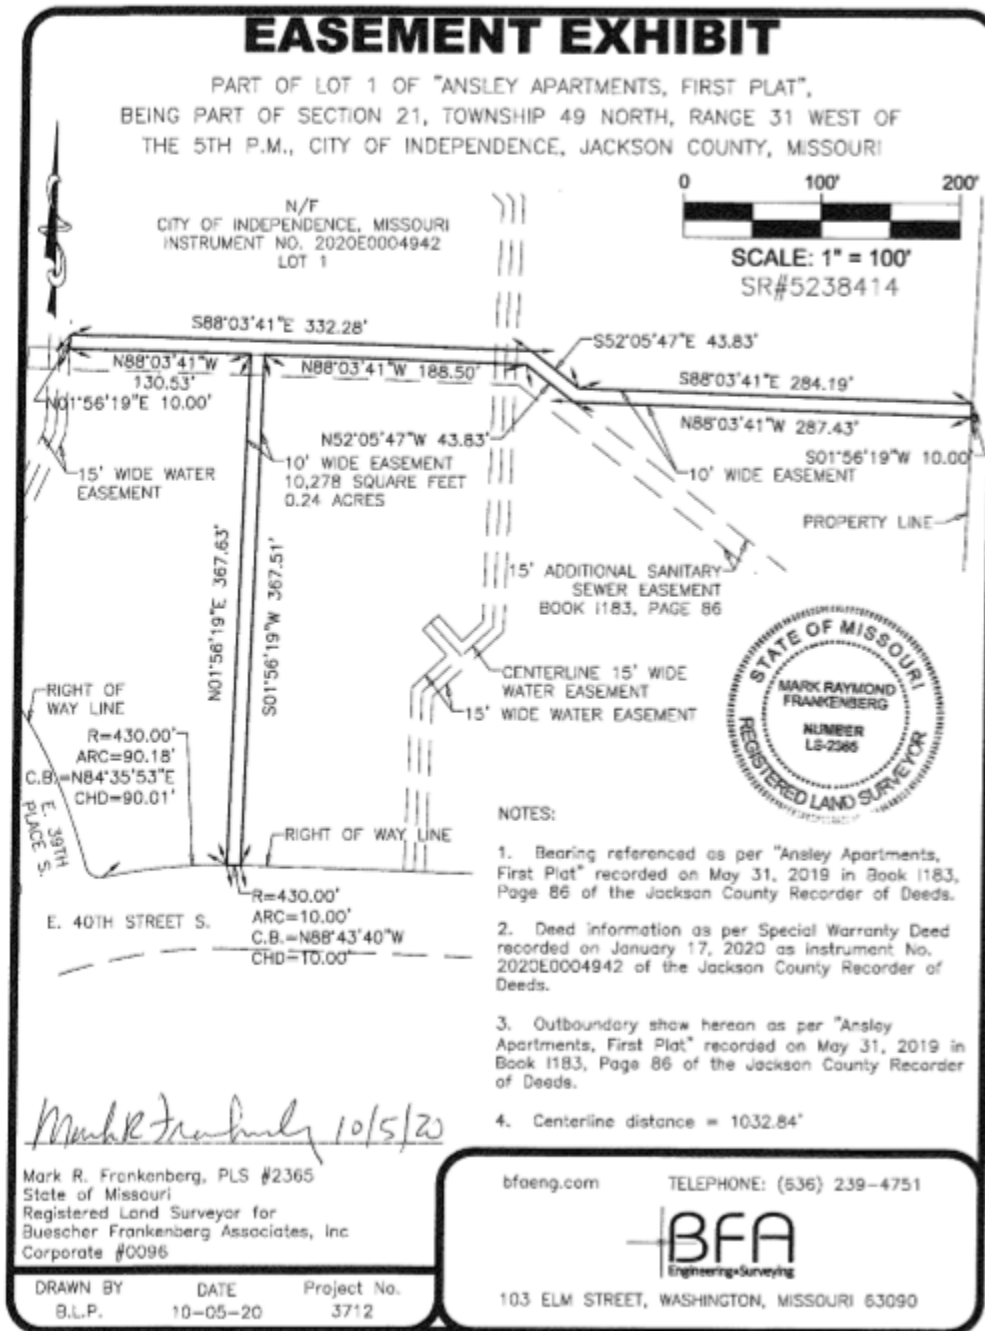 EASEMENT EXHIBIT
PART OF LOT 1 OF "ANSLEY APARTMENTS, FIRST PLAT",
BEING PART OF SECTION 21, TOWNSHIP 49 NORTH, RANGE 31 WEST OF
THE 5TH P.M., CITY OF INDEPENDENCE, JACKSON COUNTY, MISSOURI
0 100' 200'
SCALE: 1" = 100'
SR#5238414
N/F
CITY OF INDEPENDENCE, MISSOURI
INSTRUMENT NO. 2020E0004942
LOT 1
S88°03'41"E 332.28'
S52°05'47"E 43.83'
N88°03'41"W
130.53'
N88°03'41"W 188.50'
S88°03'41"E 284.19'
N01°56'19"E 10.00'
N88°03'41"W 287.43'
N52°05'47"W 43.83'
S01°56'19"W 10.00'
15' WIDE WATER
EASEMENT
10' WIDE EASEMENT
10,278 SQUARE FEET
0.24 ACRES
10' WIDE EASEMENT
PROPERTY LINE
N01°56'19"E 367.63'
S01°56'19"W 367.51'
15' ADDITIONAL SANITARY
SEWER EASEMENT
BOOK I183, PAGE 86
CENTERLINE 15' WIDE
WATER EASEMENT
15' WIDE WATER EASEMENT
RIGHT OF
WAY LINE
R=430.00'
ARC=90.18'
C.B.=N84°35'53"E
CHD=90.01'
E. 39TH
PLACE S.
RIGHT OF WAY LINE
E. 40TH STREET S.
R=430.00'
ARC=10.00'
C.B.=N88°43'40"W
CHD=10.00'
STATE OF MISSOURI
MARK RAYMOND
FRANKENBERG
NUMBER
LS-2365
REGISTERED LAND SURVEYOR
NOTES:
1. Bearing referenced as per "Ansley Apartments,
First Plat" recorded on May 31, 2019 in Book I183,
Page 86 of the Jackson County Recorder of Deeds.
2. Deed information as per Special Warranty Deed
recorded on January 17, 2020 as instrument No.
2020E0004942 of the Jackson County Recorder of
Deeds.
3. Outboundary show hereon as per "Ansley
Apartments, First Plat" recorded on May 31, 2019 in
Book I183, Page 86 of the Jackson County Recorder
of Deeds.
4. Centerline distance = 1032.84'
Mark R Frankenberg 10/5/20
Mark R. Frankenberg, PLS #2365
State of Missouri
Registered Land Surveyor for
Buescher Frankenberg Associates, Inc
Corporate #0096
DRAWN BY
B.L.P.
DATE
10-05-20
Project No.
3712
bfaeng.com TELEPHONE: (636) 239-4751
BFA
Engineering•Surveying
103 ELM STREET, WASHINGTON, MISSOURI 63090